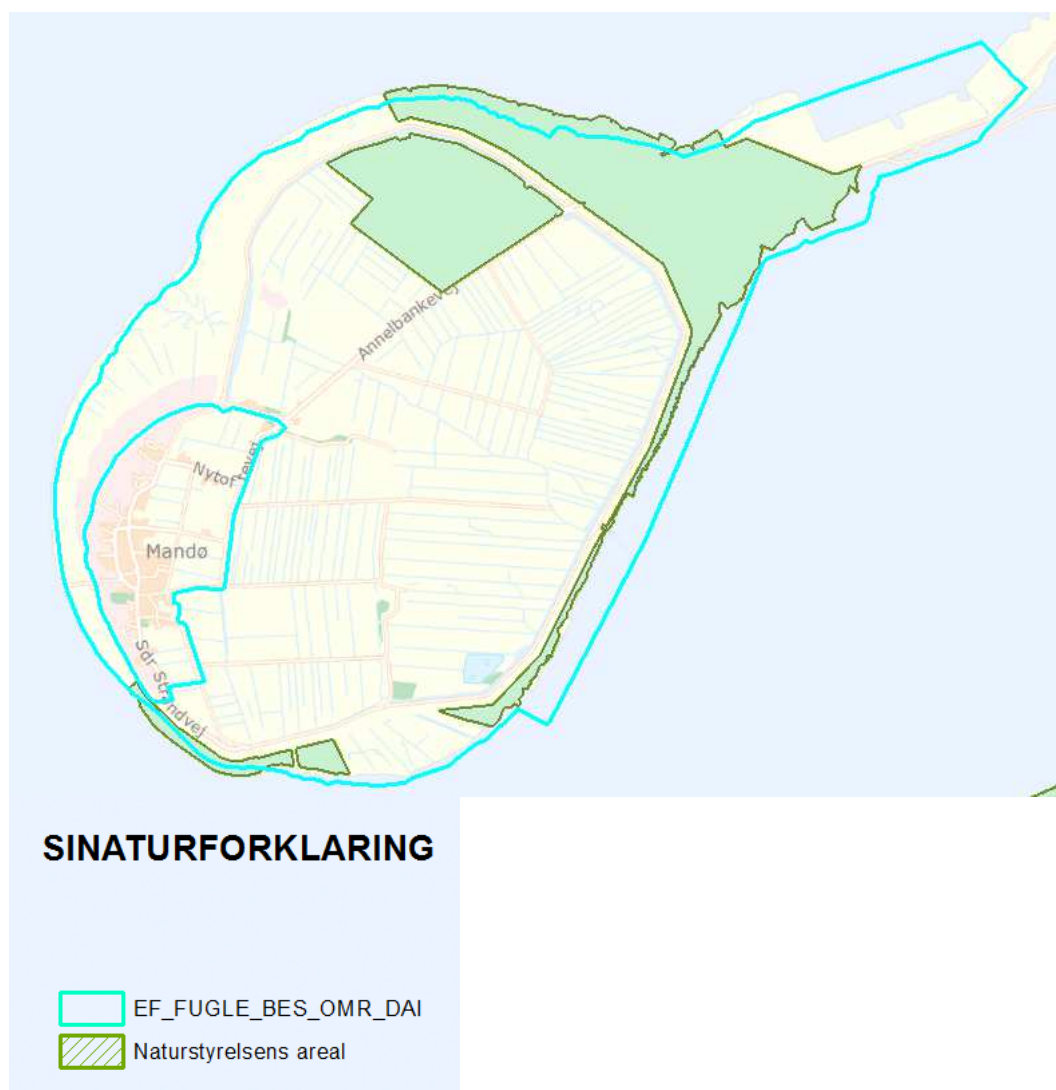 Annelbankevej
Nytoftevej
Mandø
Sdr Strandvej
SINATURFORKLARING
EF_FUGLE_BES_OMR_DAI
Naturstyrelsens areal